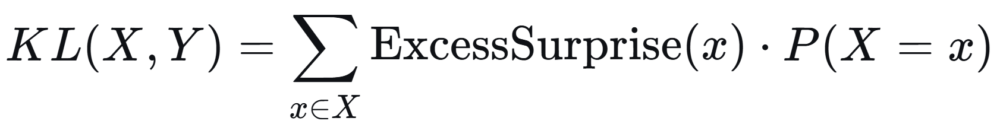 KL(X, Y) = ∑ ExcessSurprise(x) · P(X = x)
x∈X